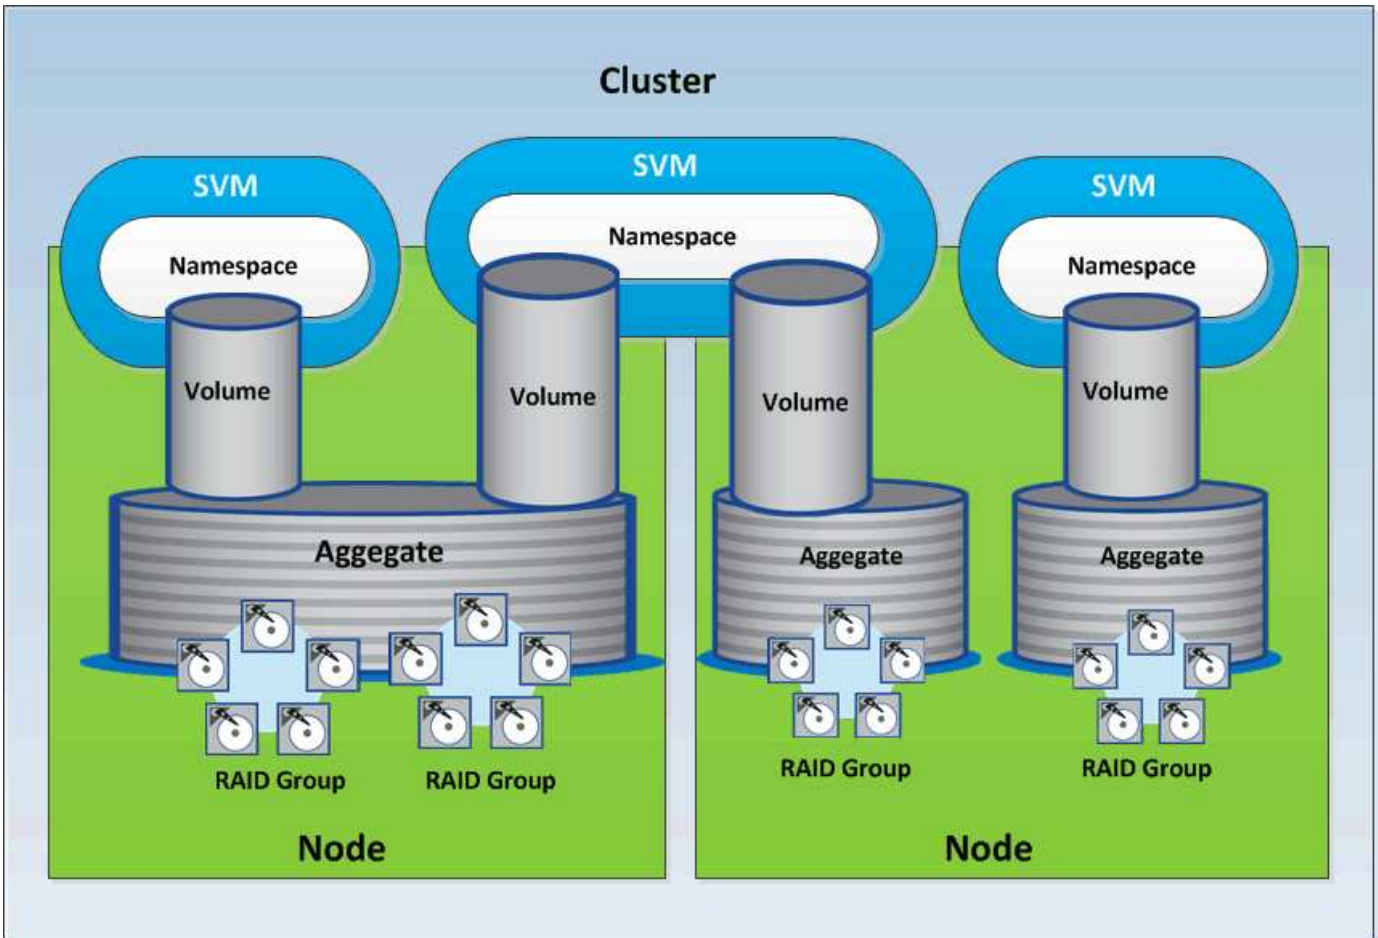 Cluster
SVM
SVM
SVM
Namespace
Namespace
Namespace
Volume
Volume
Volume
Volume
Aggegate
Aggegate
Aggegate
RAID Group
RAID Group
RAID Group
RAID Group
Node
Node